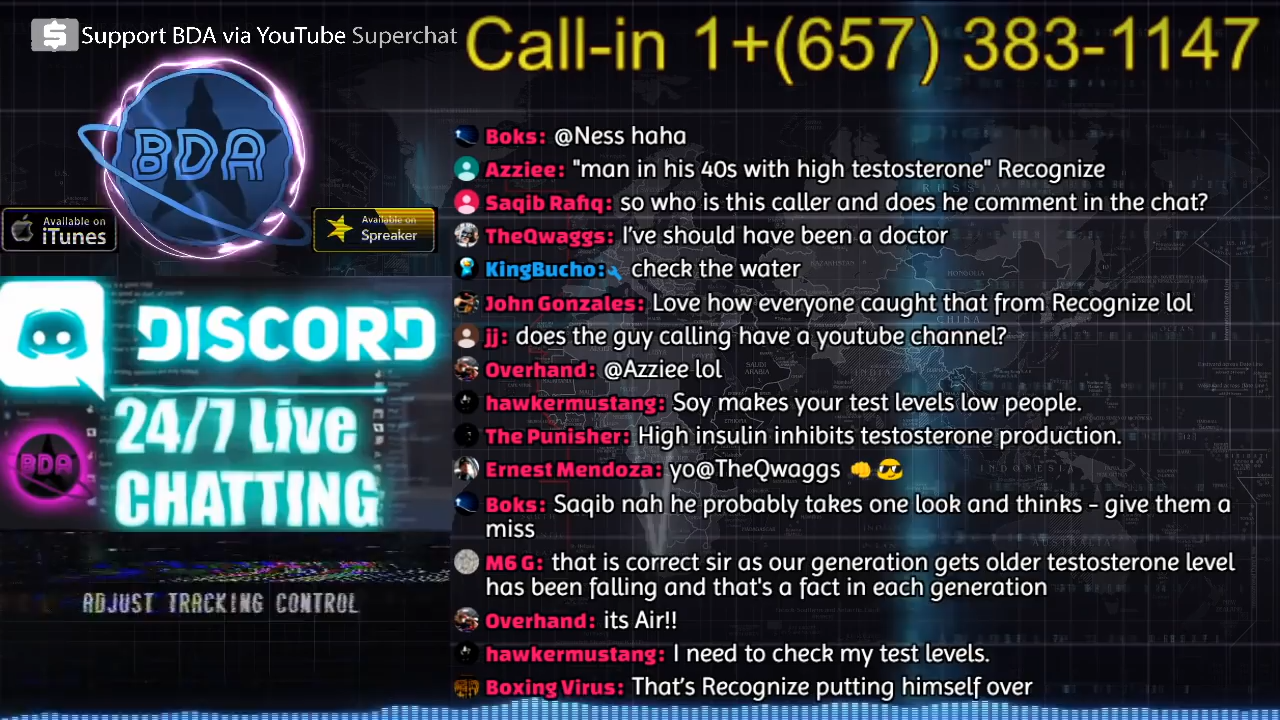 Support BDA via YouTube Superchat
Call-in 1+(657) 383-1147
BDA
Available on
iTunes
Available on
Spreaker
DISCORD
24/7 Live
CHATTING
BDA
ADJUST TRACKING CONTROL
Boks: @Ness haha
Azziee: "man in his 40s with high testosterone" Recognize
Saqib Rafiq: so who is this caller and does he comment in the chat?
TheQwaggs: I've should have been a doctor
KingBucho: check the water
John Gonzales: Love how everyone caught that from Recognize lol
jj: does the guy calling have a youtube channel?
Overhand: @Azziee lol
hawkermustang: Soy makes your test levels low people.
The Punisher: High insulin inhibits testosterone production.
Ernest Mendoza: yo@TheQwaggs 👊😎
Boks: Saqib nah he probably takes one look and thinks - give them a
miss
M6 G: that is correct sir as our generation gets older testosterone level
has been falling and that's a fact in each generation
Overhand: its Air!!
hawkermustang: I need to check my test levels.
Boxing Virus: That's Recognize putting himself over
RUSSIA
MONGOLIA
CHINA
SAUDI
ARABIA
INDONESIA